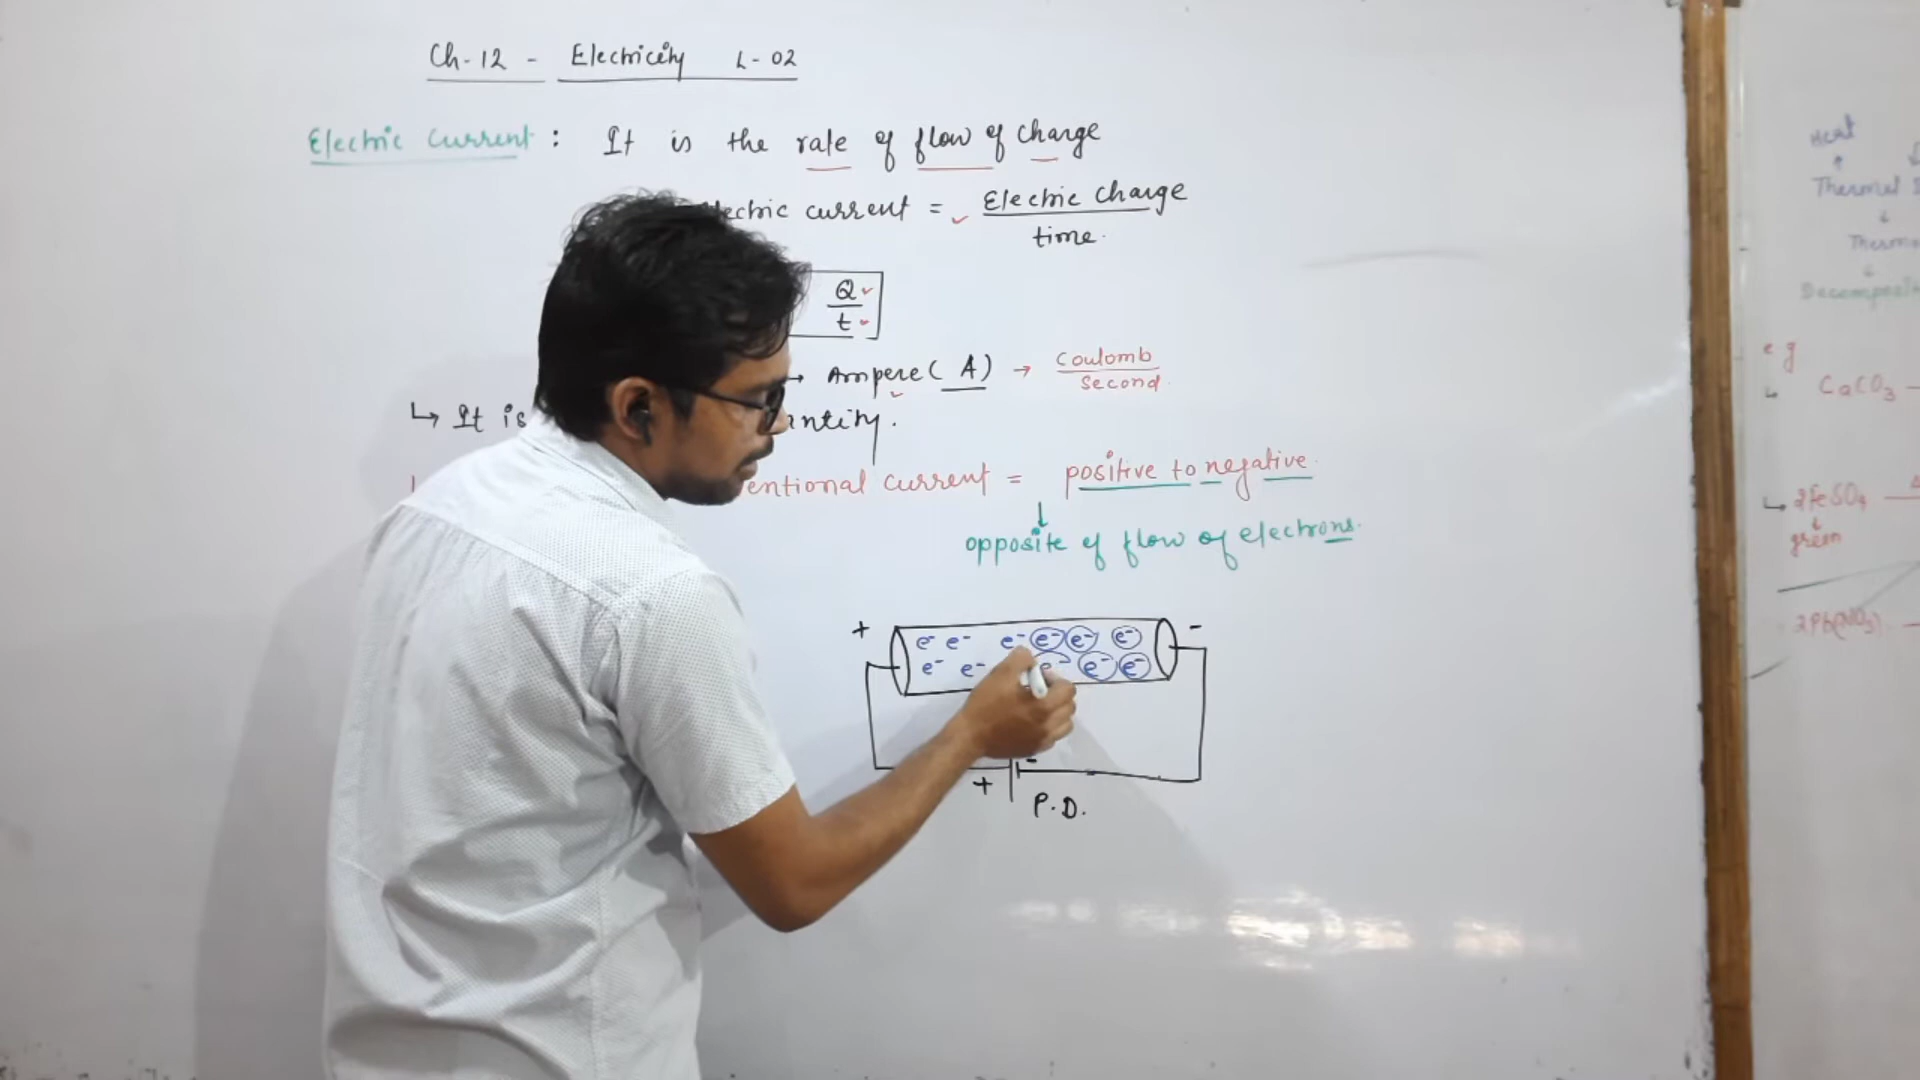 Ch-12 - Electricity L-02
Electric Current : It is the rate of flow of charge
lectric current = Electric charge
time.
Q
t
→ Ampere ( A ) → Coulomb
Second
↳ It is antity.
entional current = positive to negative.
↓
opposite of flow of electrons.
+ e- e- e- e- e- e- -
e- e- e- e- e-
-
+ P.D.
Heat
↑
Thermal
↓
Thermo
↓
Decomposit
e g
↳ CaCO3 -
↳ 2FeSO4
↓
green
2Pb(NO3)